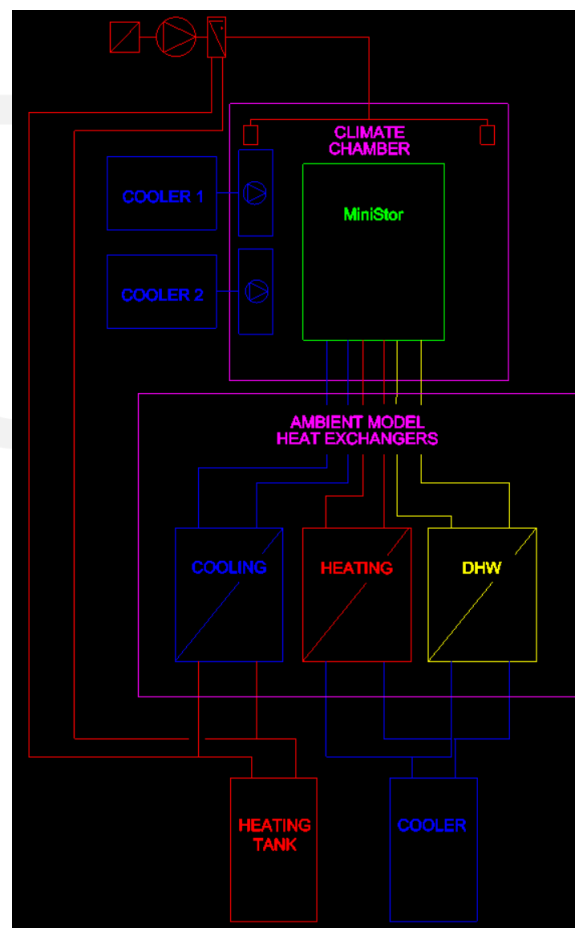 CLIMATE
CHAMBER
COOLER 1
MiniStor
COOLER 2
AMBIENT MODEL
HEAT EXCHANGERS
COOLING
HEATING
DHW
HEATING
TANK
COOLER